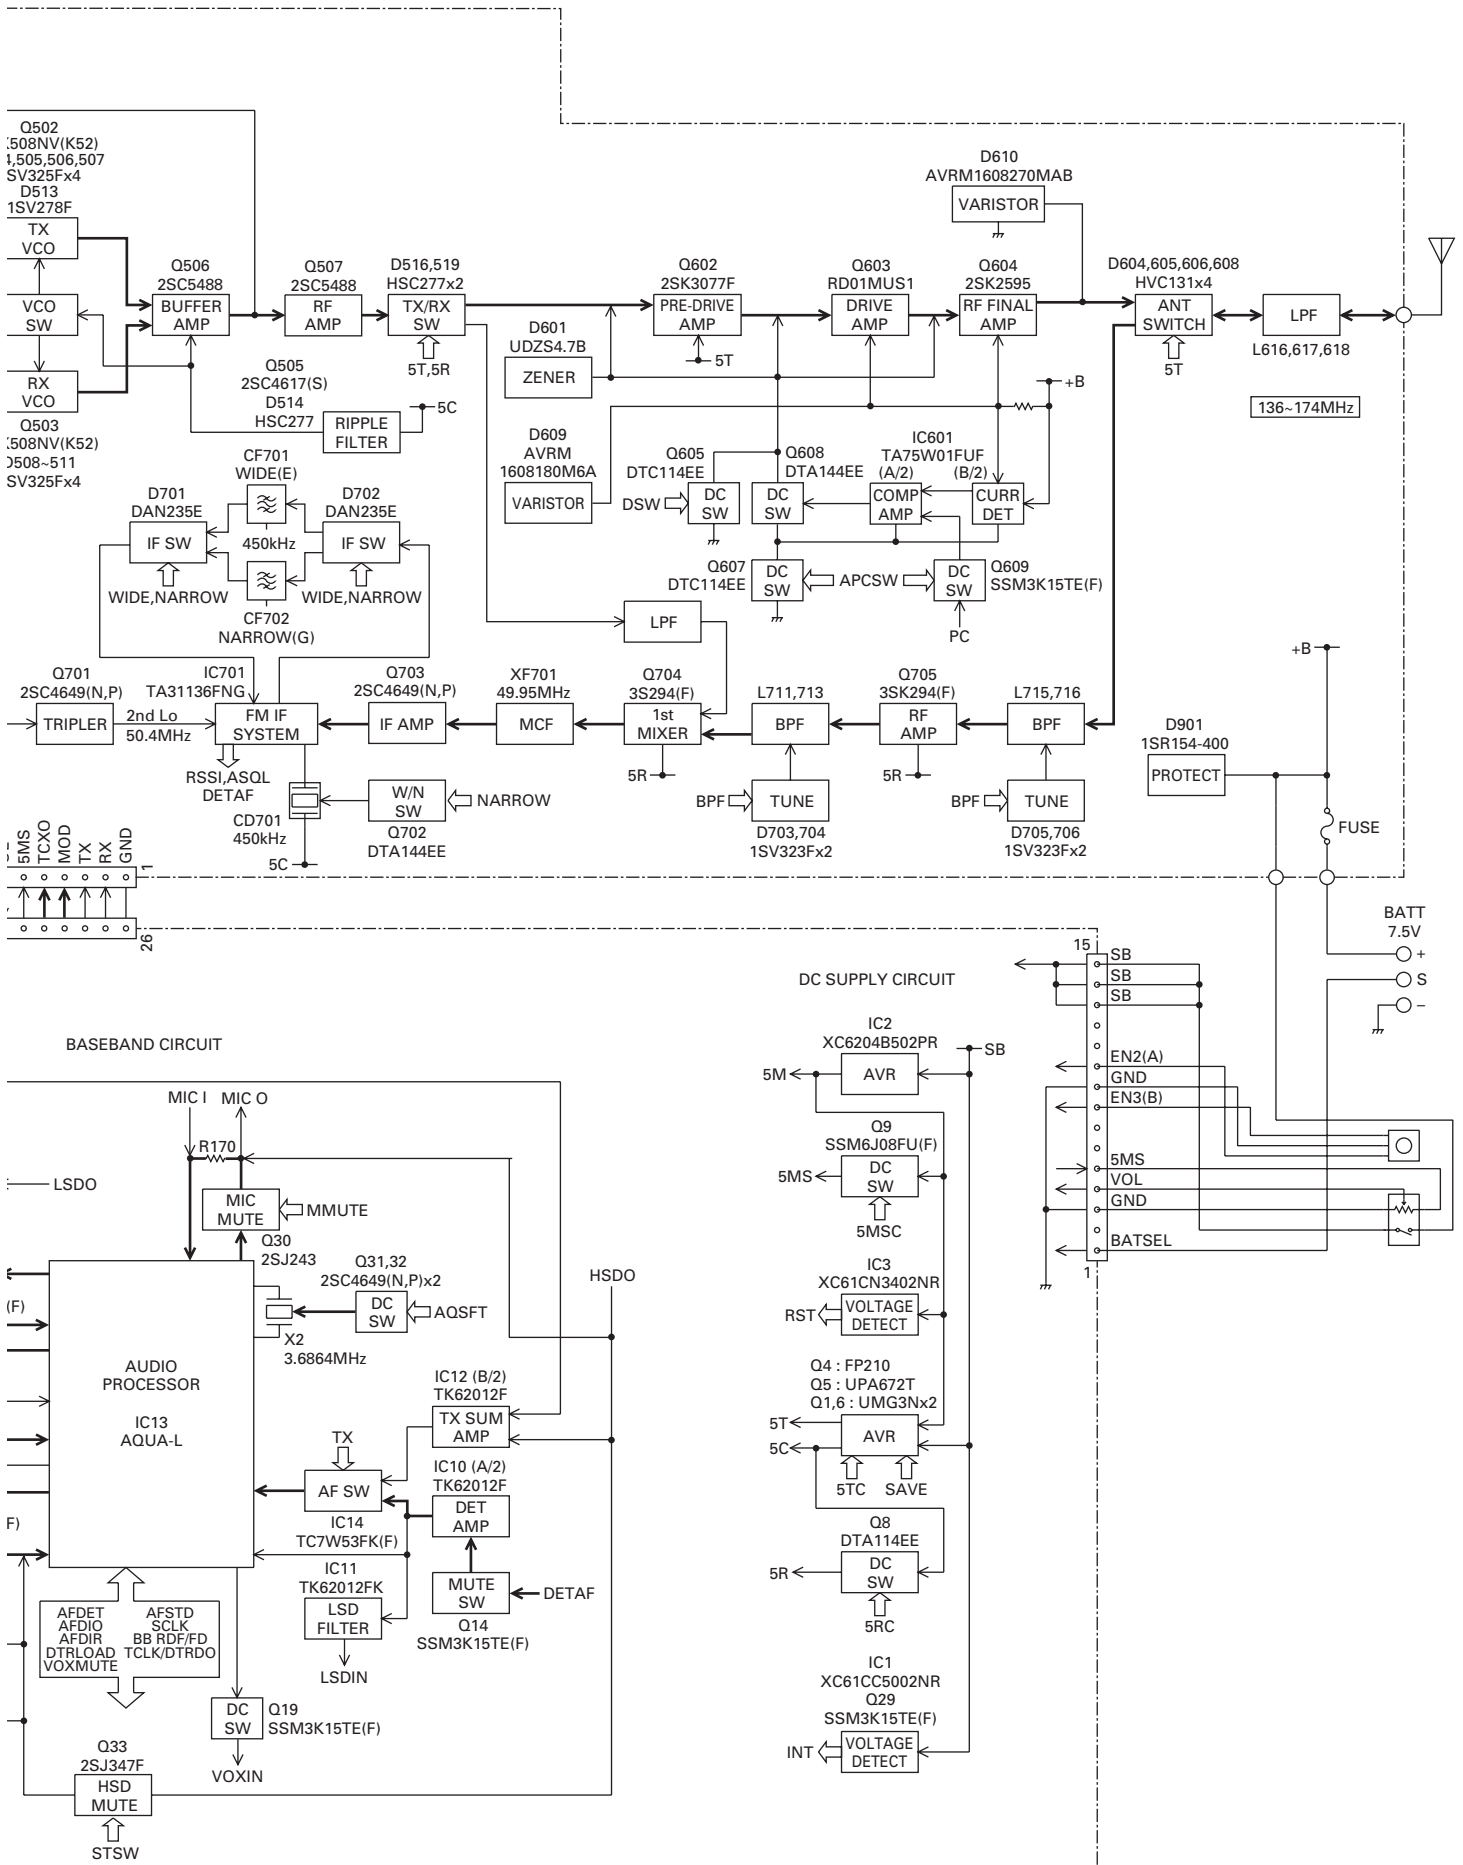 Q502
K508NV(K52)
4,505,506,507
SV325Fx4
D513
1SV278F
TX
VCO
VCO
SW
RX
VCO
Q503
K508NV(K52)
D508~511
SV325Fx4
Q506
2SC5488
BUFFER
AMP
Q507
2SC5488
RF
AMP
D516,519
HSC277x2
TX/RX
SW
5T,5R
Q505
2SC4617(S)
D514
HSC277
RIPPLE
FILTER
5C
D601
UDZS4.7B
ZENER
Q602
2SK3077F
PRE-DRIVE
AMP
5T
Q603
RD01MUS1
DRIVE
AMP
Q604
2SK2595
RF FINAL
AMP
D610
AVRM1608270MAB
VARISTOR
D604,605,606,608
HVC131x4
ANT
SWITCH
5T
LPF
L616,617,618
136~174MHz
+B
D609
AVRM
1608180M6A
VARISTOR
Q605
DTC114EE
DSW
DC
SW
Q608
DTA144EE
DC
SW
IC601
TA75W01FUF
(A/2)
(B/2)
COMP
AMP
CURR
DET
Q607
DTC114EE
DC
SW
APCSW
DC
SW
Q609
SSM3K15TE(F)
PC
CF701
WIDE(E)
450kHz
CF702
NARROW(G)
D701
DAN235E
IF SW
WIDE,NARROW
D702
DAN235E
IF SW
WIDE,NARROW
LPF
Q701
2SC4649(N,P)
TRIPLER
2nd Lo
50.4MHz
IC701
TA31136FNG
FM IF
SYSTEM
RSSI,ASQL
DETAF
Q703
2SC4649(N,P)
IF AMP
XF701
49.95MHz
MCF
Q704
3S294(F)
1st
MIXER
5R
L711,713
BPF
Q705
3SK294(F)
RF
AMP
5R
L715,716
BPF
CD701
450kHz
5C
W/N
SW
NARROW
Q702
DTA144EE
BPF
TUNE
D703,704
1SV323Fx2
BPF
TUNE
D705,706
1SV323Fx2
+B
D901
1SR154-400
PROTECT
FUSE
BATT
7.5V
+
S
–
5MS
TCXO
MOD
TX
RX
GND
1
26
15
SB
SB
SB
EN2(A)
GND
EN3(B)
5MS
VOL
GND
BATSEL
1
BASEBAND CIRCUIT
MIC I
MIC O
R170
LSDO
MIC
MUTE
MMUTE
Q30
2SJ243
Q31,32
2SC4649(N,P)x2
DC
SW
AQSFT
X2
3.6864MHz
HSDO
(F)
F)
AUDIO
PROCESSOR
IC13
AQUA-L
IC12 (B/2)
TK62012F
TX SUM
AMP
TX
AF SW
IC14
TC7W53FK(F)
IC10 (A/2)
TK62012F
DET
AMP
IC11
TK62012FK
LSD
FILTER
LSDIN
MUTE
SW
DETAF
Q14
SSM3K15TE(F)
AFDET
AFDIO
AFDIR
DTRLOAD
VOXMUTE
AFSTD
SCLK
BB RDF/FD
TCLK/DTRDO
DC
SW
Q19
SSM3K15TE(F)
VOXIN
Q33
2SJ347F
HSD
MUTE
STSW
DC SUPPLY CIRCUIT
IC2
XC6204B502PR
SB
5M
AVR
Q9
SSM6J08FU(F)
5MS
DC
SW
5MSC
IC3
XC61CN3402NR
RST
VOLTAGE
DETECT
Q4 : FP210
Q5 : UPA672T
Q1,6 : UMG3Nx2
5T
5C
AVR
5TC
SAVE
Q8
DTA114EE
5R
DC
SW
5RC
IC1
XC61CC5002NR
Q29
SSM3K15TE(F)
INT
VOLTAGE
DETECT